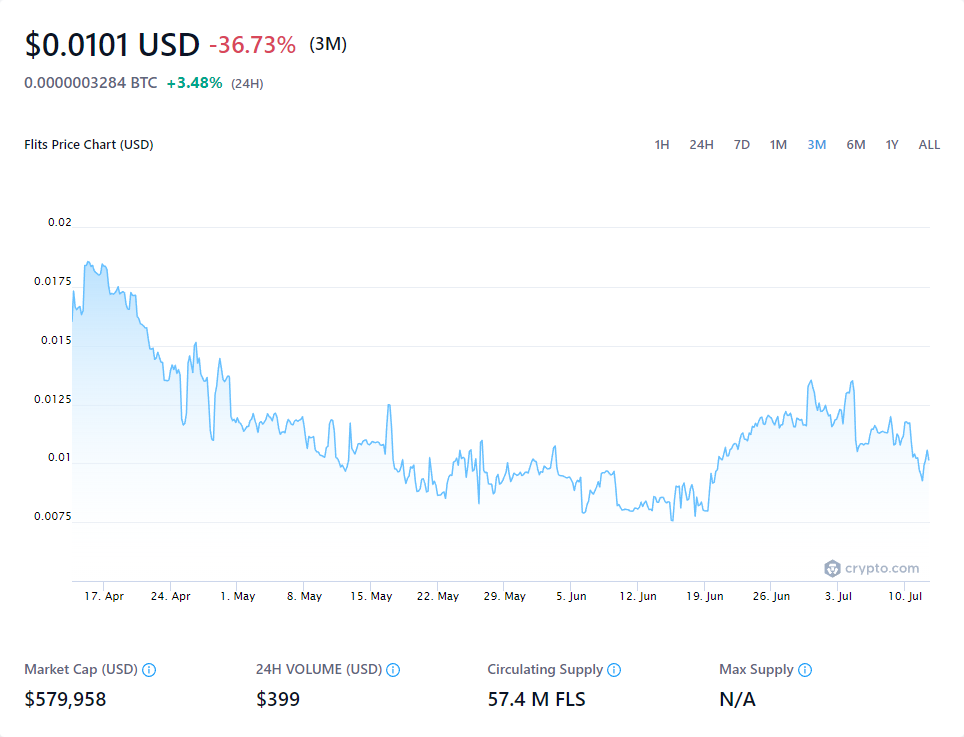 $0.0101 USD -36.73% (3M)
0.0000003284 BTC +3.48% (24H)
Flits Price Chart (USD) 1H 24H 7D 1M 3M 6M 1Y ALL
0.02
0.0175
0.015
0.0125
0.01
0.0075
crypto.com
17. Apr 24. Apr 1. May 8. May 15. May 22. May 29. May 5. Jun 12. Jun 19. Jun 26. Jun 3. Jul 10. Jul
Market Cap (USD) 24H VOLUME (USD) Circulating Supply Max Supply
$579,958 $399 57.4 M FLS N/A